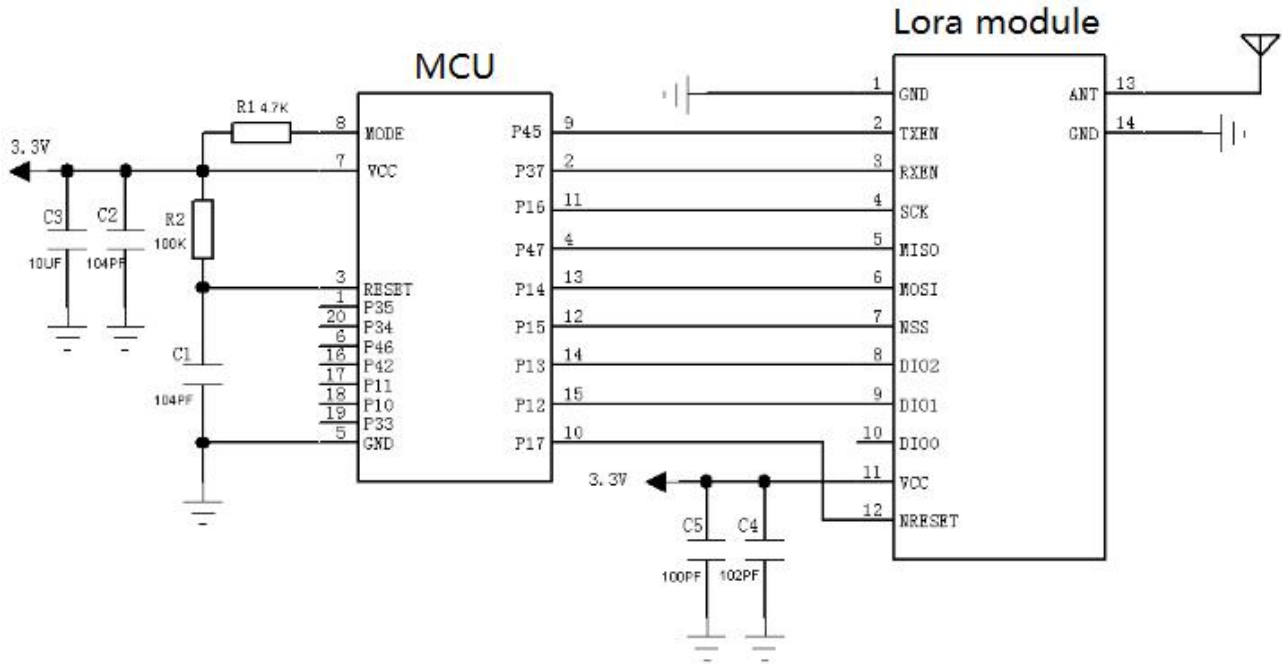 Lora module
MCU
R1 4.7K
3.3V
C3
10UF
C2
104PF
R2
100K
C1
104PF
8 MODE
7 VCC
3 RESET
1 P35
20 P34
6 P46
16 P42
17 P11
18 P10
19 P33
5 GND
P45 9
P37 2
P16 11
P47 4
P14 13
P15 12
P13 14
P12 15
P17 10
1 GND
2 TXEN
3 RXEN
4 SCK
5 MISO
6 MOSI
7 NSS
8 DIO2
9 DIO1
10 DIO0
11 VCC
12 NRESET
ANT 13
GND 14
3.3V
C5
100PF
C4
102PF